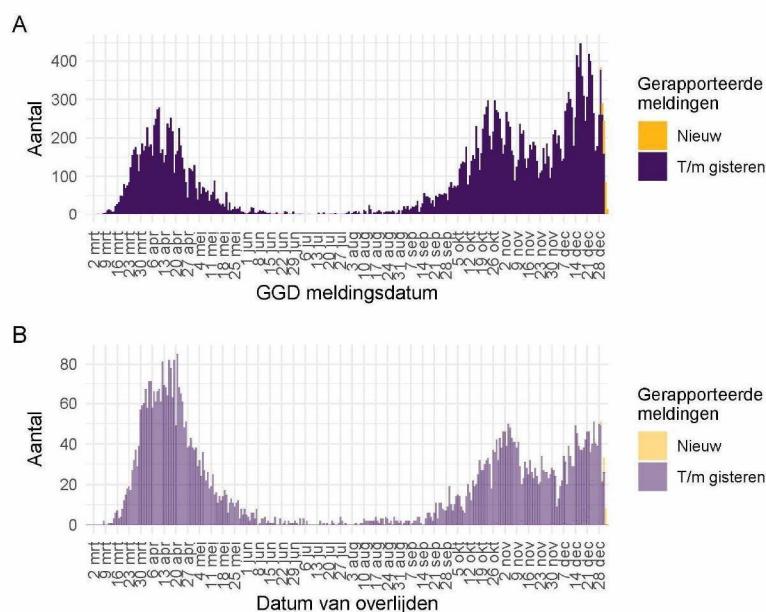 A
400
300
200
100
0
Aantal
2 mrt
9 mrt
16 mrt
23 mrt
30 mrt
6 apr
13 apr
20 apr
27 apr
4 mei
11 mei
18 mei
25 mei
1 jun
8 jun
15 jun
22 jun
29 jun
6 jul
13 jul
20 jul
27 jul
3 aug
10 aug
17 aug
24 aug
31 aug
7 sep
14 sep
21 sep
28 sep
5 okt
12 okt
19 okt
26 okt
2 nov
9 nov
16 nov
23 nov
30 nov
7 dec
14 dec
21 dec
28 dec
GGD meldingsdatum
Gerapporteerde
meldingen
Nieuw
T/m gisteren
B
80
60
40
20
0
Aantal
2 mrt
9 mrt
16 mrt
23 mrt
30 mrt
6 apr
13 apr
20 apr
27 apr
4 mei
11 mei
18 mei
25 mei
1 jun
8 jun
15 jun
22 jun
29 jun
6 jul
13 jul
20 jul
27 jul
3 aug
10 aug
17 aug
24 aug
31 aug
7 sep
14 sep
21 sep
28 sep
5 okt
12 okt
19 okt
26 okt
2 nov
9 nov
16 nov
23 nov
30 nov
7 dec
14 dec
21 dec
28 dec
Datum van overlijden
Gerapporteerde
meldingen
Nieuw
T/m gisteren